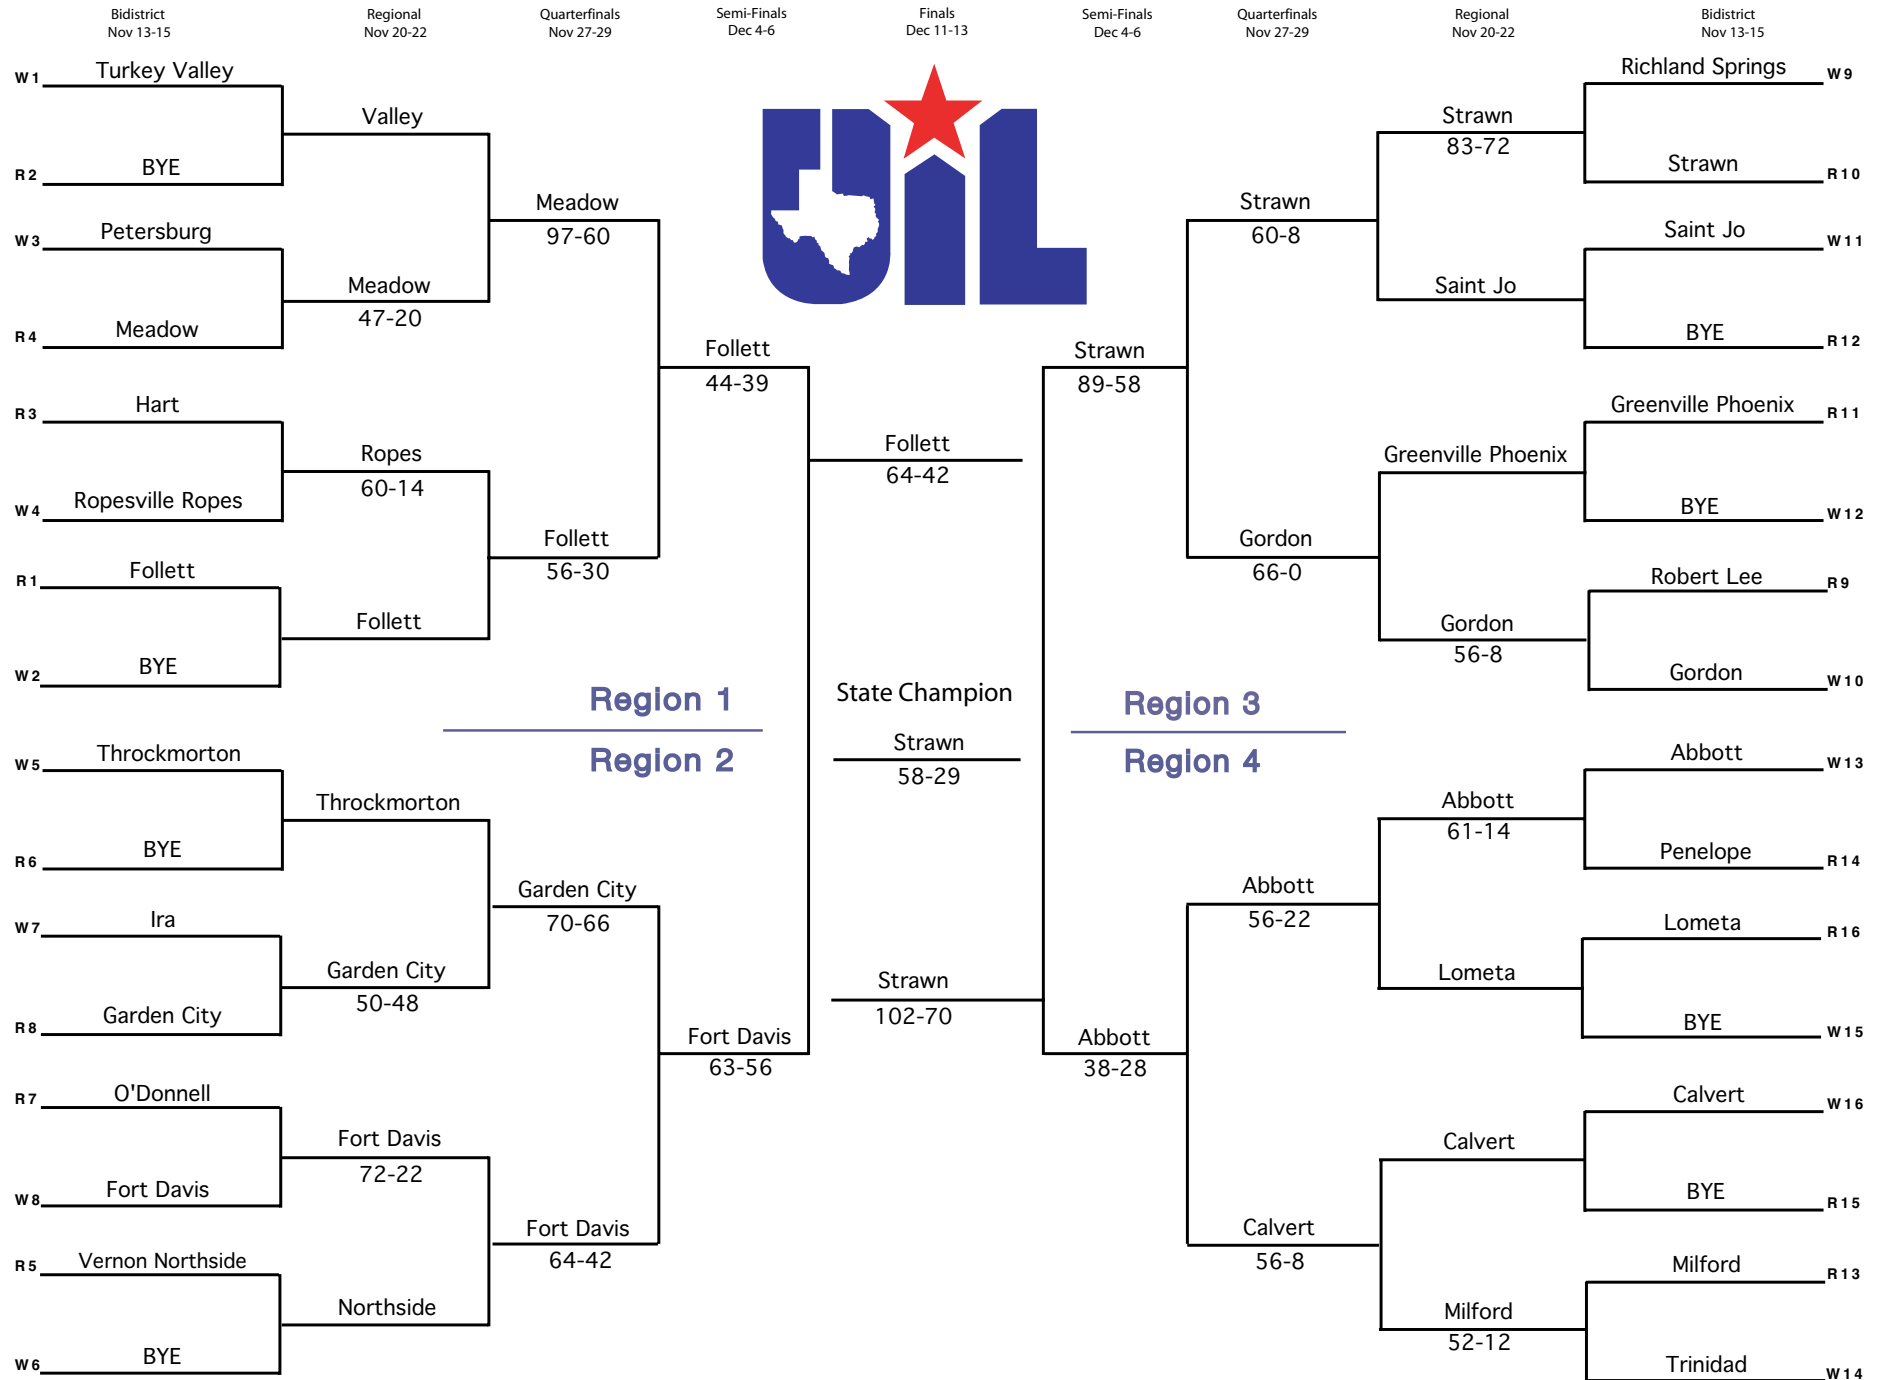 Bidistrict
Nov 13-15
Regional
Nov 20-22
Quarterfinals
Nov 27-29
Semi-Finals
Dec 4-6
Finals
Dec 11-13
Semi-Finals
Dec 4-6
Quarterfinals
Nov 27-29
Regional
Nov 20-22
Bidistrict
Nov 13-15
W1 Turkey Valley
R2 BYE
W3 Petersburg
R4 Meadow
R3 Hart
W4 Ropesville Ropes
R1 Follett
W2 BYE
W5 Throckmorton
R6 BYE
W7 Ira
R8 Garden City
R7 O'Donnell
W8 Fort Davis
R5 Vernon Northside
W6 BYE
Valley
Meadow
47-20
Ropes
60-14
Follett
Throckmorton
Garden City
50-48
Fort Davis
72-22
Northside
Meadow
97-60
Follett
56-30
Region 1
Region 2
Garden City
70-66
Fort Davis
64-42
Follett
44-39
Fort Davis
63-56
UIL
Follett
64-42
State Champion
Strawn
58-29
Strawn
102-70
Strawn
89-58
Abbott
38-28
Strawn
60-8
Gordon
66-0
Region 3
Region 4
Abbott
56-22
Calvert
56-8
Strawn
83-72
Saint Jo
Greenville Phoenix
Gordon
56-8
Abbott
61-14
Lometa
Calvert
Milford
52-12
Richland Springs W9
Strawn R10
Saint Jo W11
BYE R12
Greenville Phoenix R11
BYE W12
Robert Lee R9
Gordon W10
Abbott W13
Penelope R14
Lometa R16
BYE W15
Calvert W16
BYE R15
Milford R13
Trinidad W14